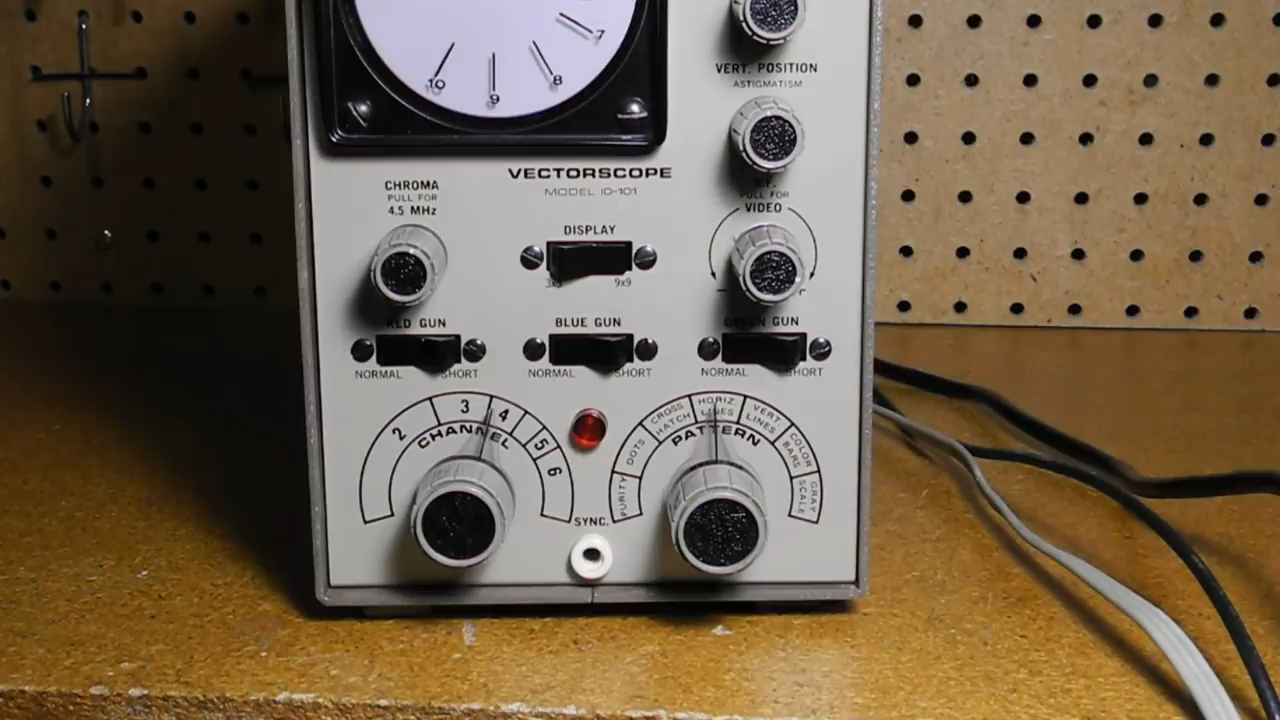 7
10
9
8
VERT. POSITION
ASTIGMATISM
VECTORSCOPE
MODEL IO-101
CHROMA
PULL FOR
4.5 MHz
PULL FOR
VIDEO
DISPLAY
9x9
RED GUN
BLUE GUN
GREEN GUN
NORMAL SHORT
NORMAL SHORT
NORMAL SHORT
2 3 4 5 6
CHANNEL
PURITY
DOTS
CROSS
HATCH
HORIZ
LINES
VERT.
LINES
COLOR
BARS
GRAY
SCALE
PATTERN
SYNC.